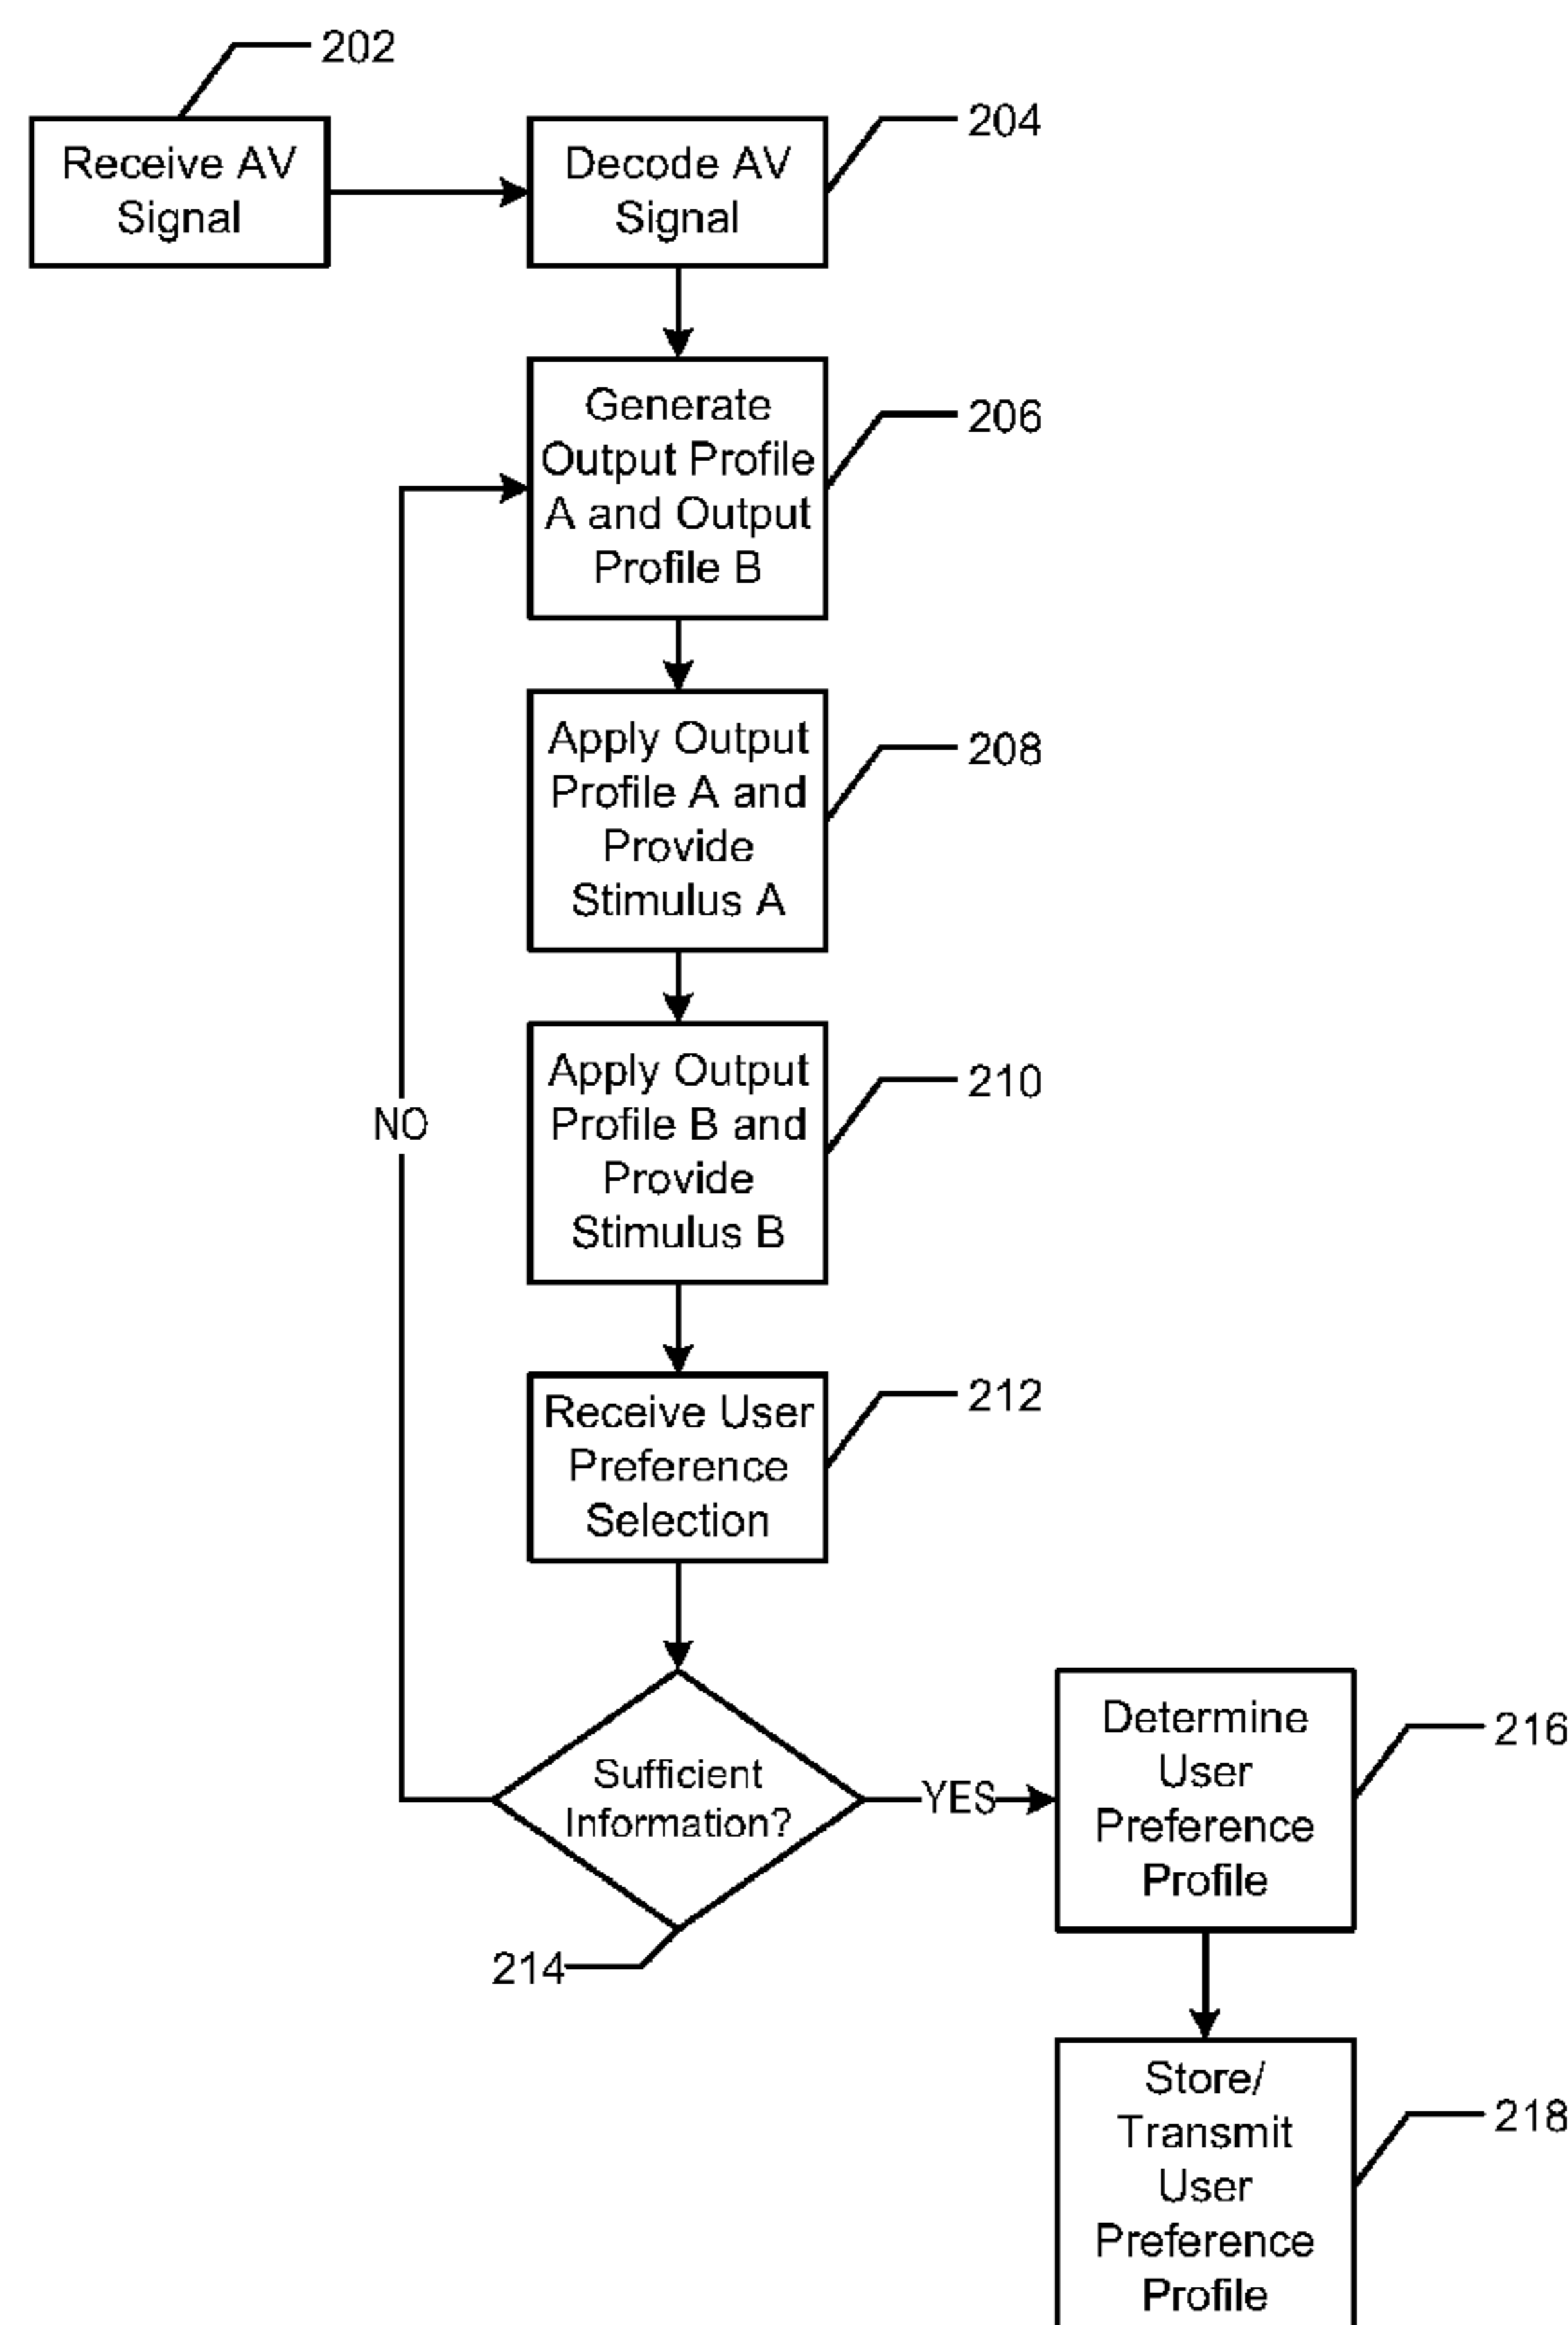 202
Receive AV
Signal
Decode AV
Signal
204
Generate
Output Profile
A and Output
Profile B
206
Apply Output
Profile A and
Provide
Stimulus A
208
Apply Output
Profile B and
Provide
Stimulus B
210
NO
Receive User
Preference
Selection
212
Sufficient
Information?
214
YES
Determine
User
Preference
Profile
216
Store/
Transmit
User
Preference
Profile
218